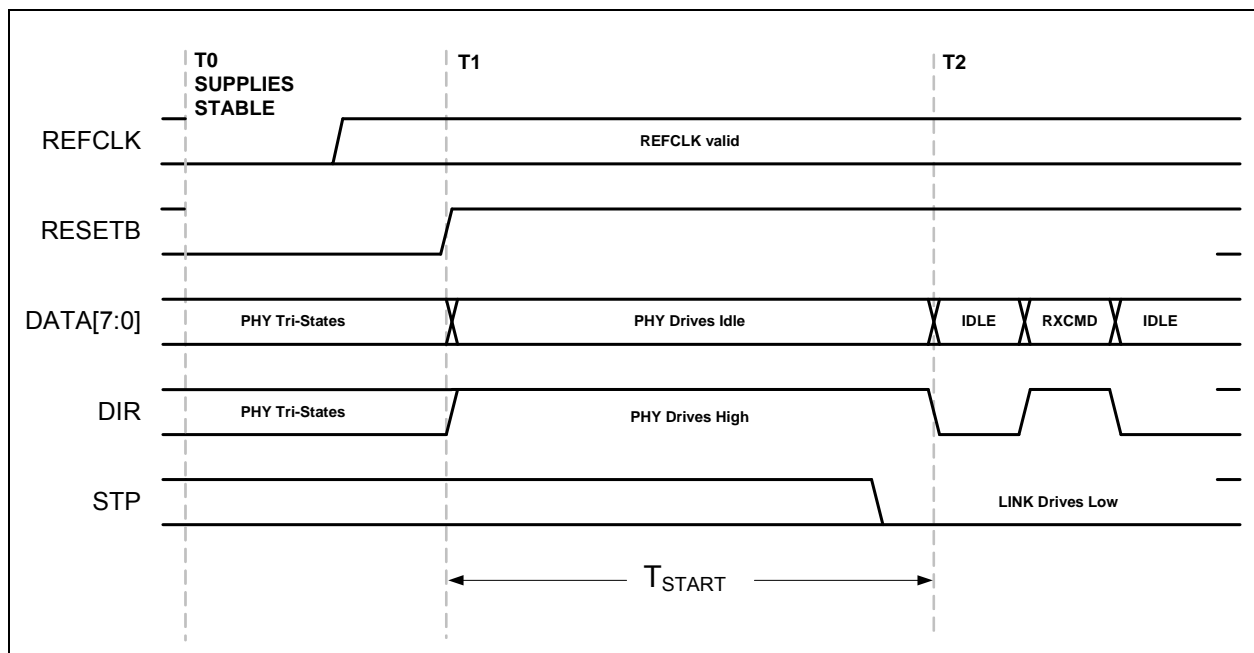 T0
SUPPLIES
STABLE
T1
T2
REFCLK
REFCLK valid
RESETB
DATA[7:0]
PHY Tri-States
PHY Drives Idle
IDLE
RXCMD
IDLE
DIR
PHY Tri-States
PHY Drives High
STP
LINK Drives Low
TSTART